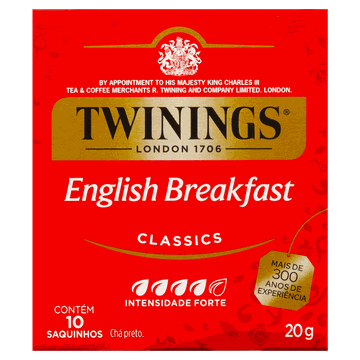 BY APPOINTMENT TO HIS MAJESTY KING CHARLES III
TEA & COFFEE MERCHANTS R. TWINING AND COMPANY LIMITED. LONDON.
TWININGS®
LONDON 1706
English Breakfast
CLASSICS
MAIS DE
300
ANOS DE
EXPERIÊNCIA
INTENSIDADE FORTE
CONTÉM
10
SAQUINHOS
Chá preto.
20g